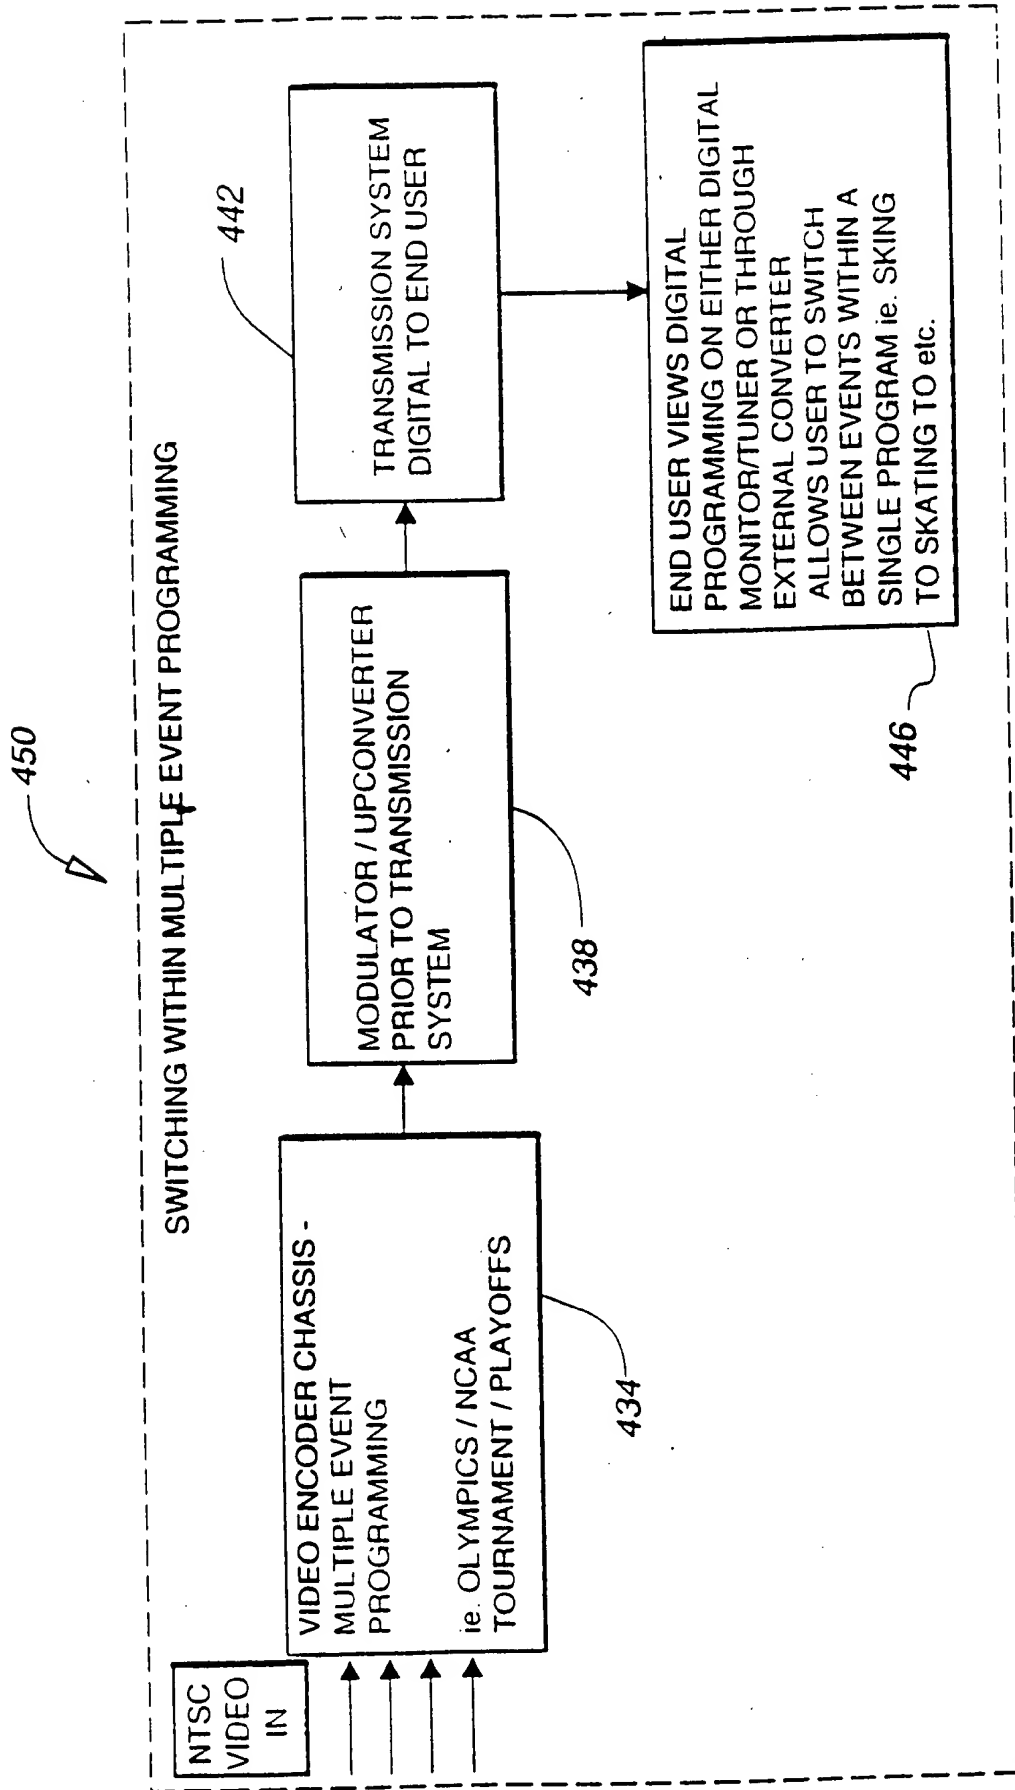 450
SWITCHING WITHIN MULTIPLE EVENT PROGRAMMING
NTSC
VIDEO
IN
VIDEO ENCODER CHASSIS -
MULTIPLE EVENT
PROGRAMMING
ie. OLYMPICS / NCAA
TOURNAMENT / PLAYOFFS
434
MODULATOR / UPCONVERTER
PRIOR TO TRANSMISSION
SYSTEM
438
442
TRANSMISSION SYSTEM
DIGITAL TO END USER
END USER VIEWS DIGITAL
PROGRAMMING ON EITHER DIGITAL
MONITOR/TUNER OR THROUGH
EXTERNAL CONVERTER
ALLOWS USER TO SWITCH
BETWEEN EVENTS WITHIN A
SINGLE PROGRAM ie. SKING
TO SKATING TO etc.
446